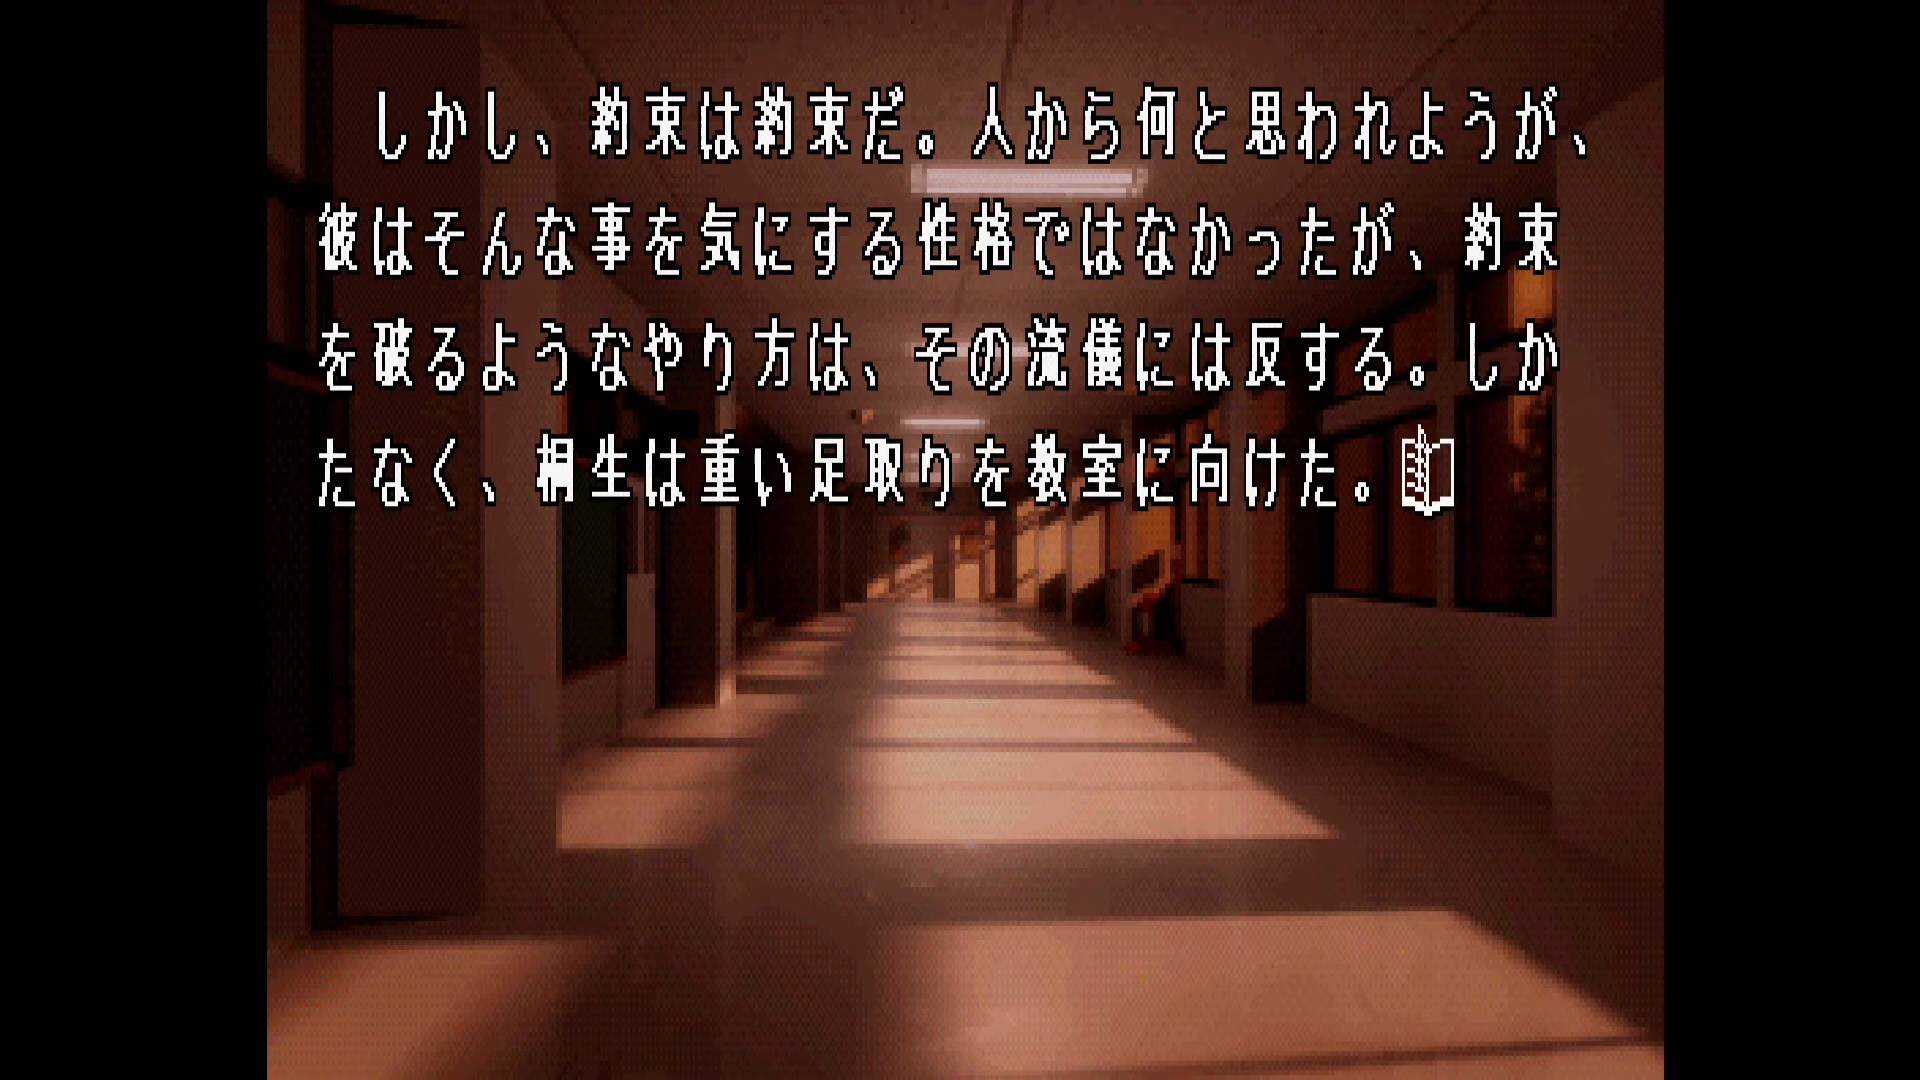 しかし、約束は約束だ。人から何と思われようが、
彼はそんな事を気にする性格ではなかったが、約束
を破るようなやり方は、その流儀には反する。しか
たなく、桐生は重い足取りを教室に向けた。